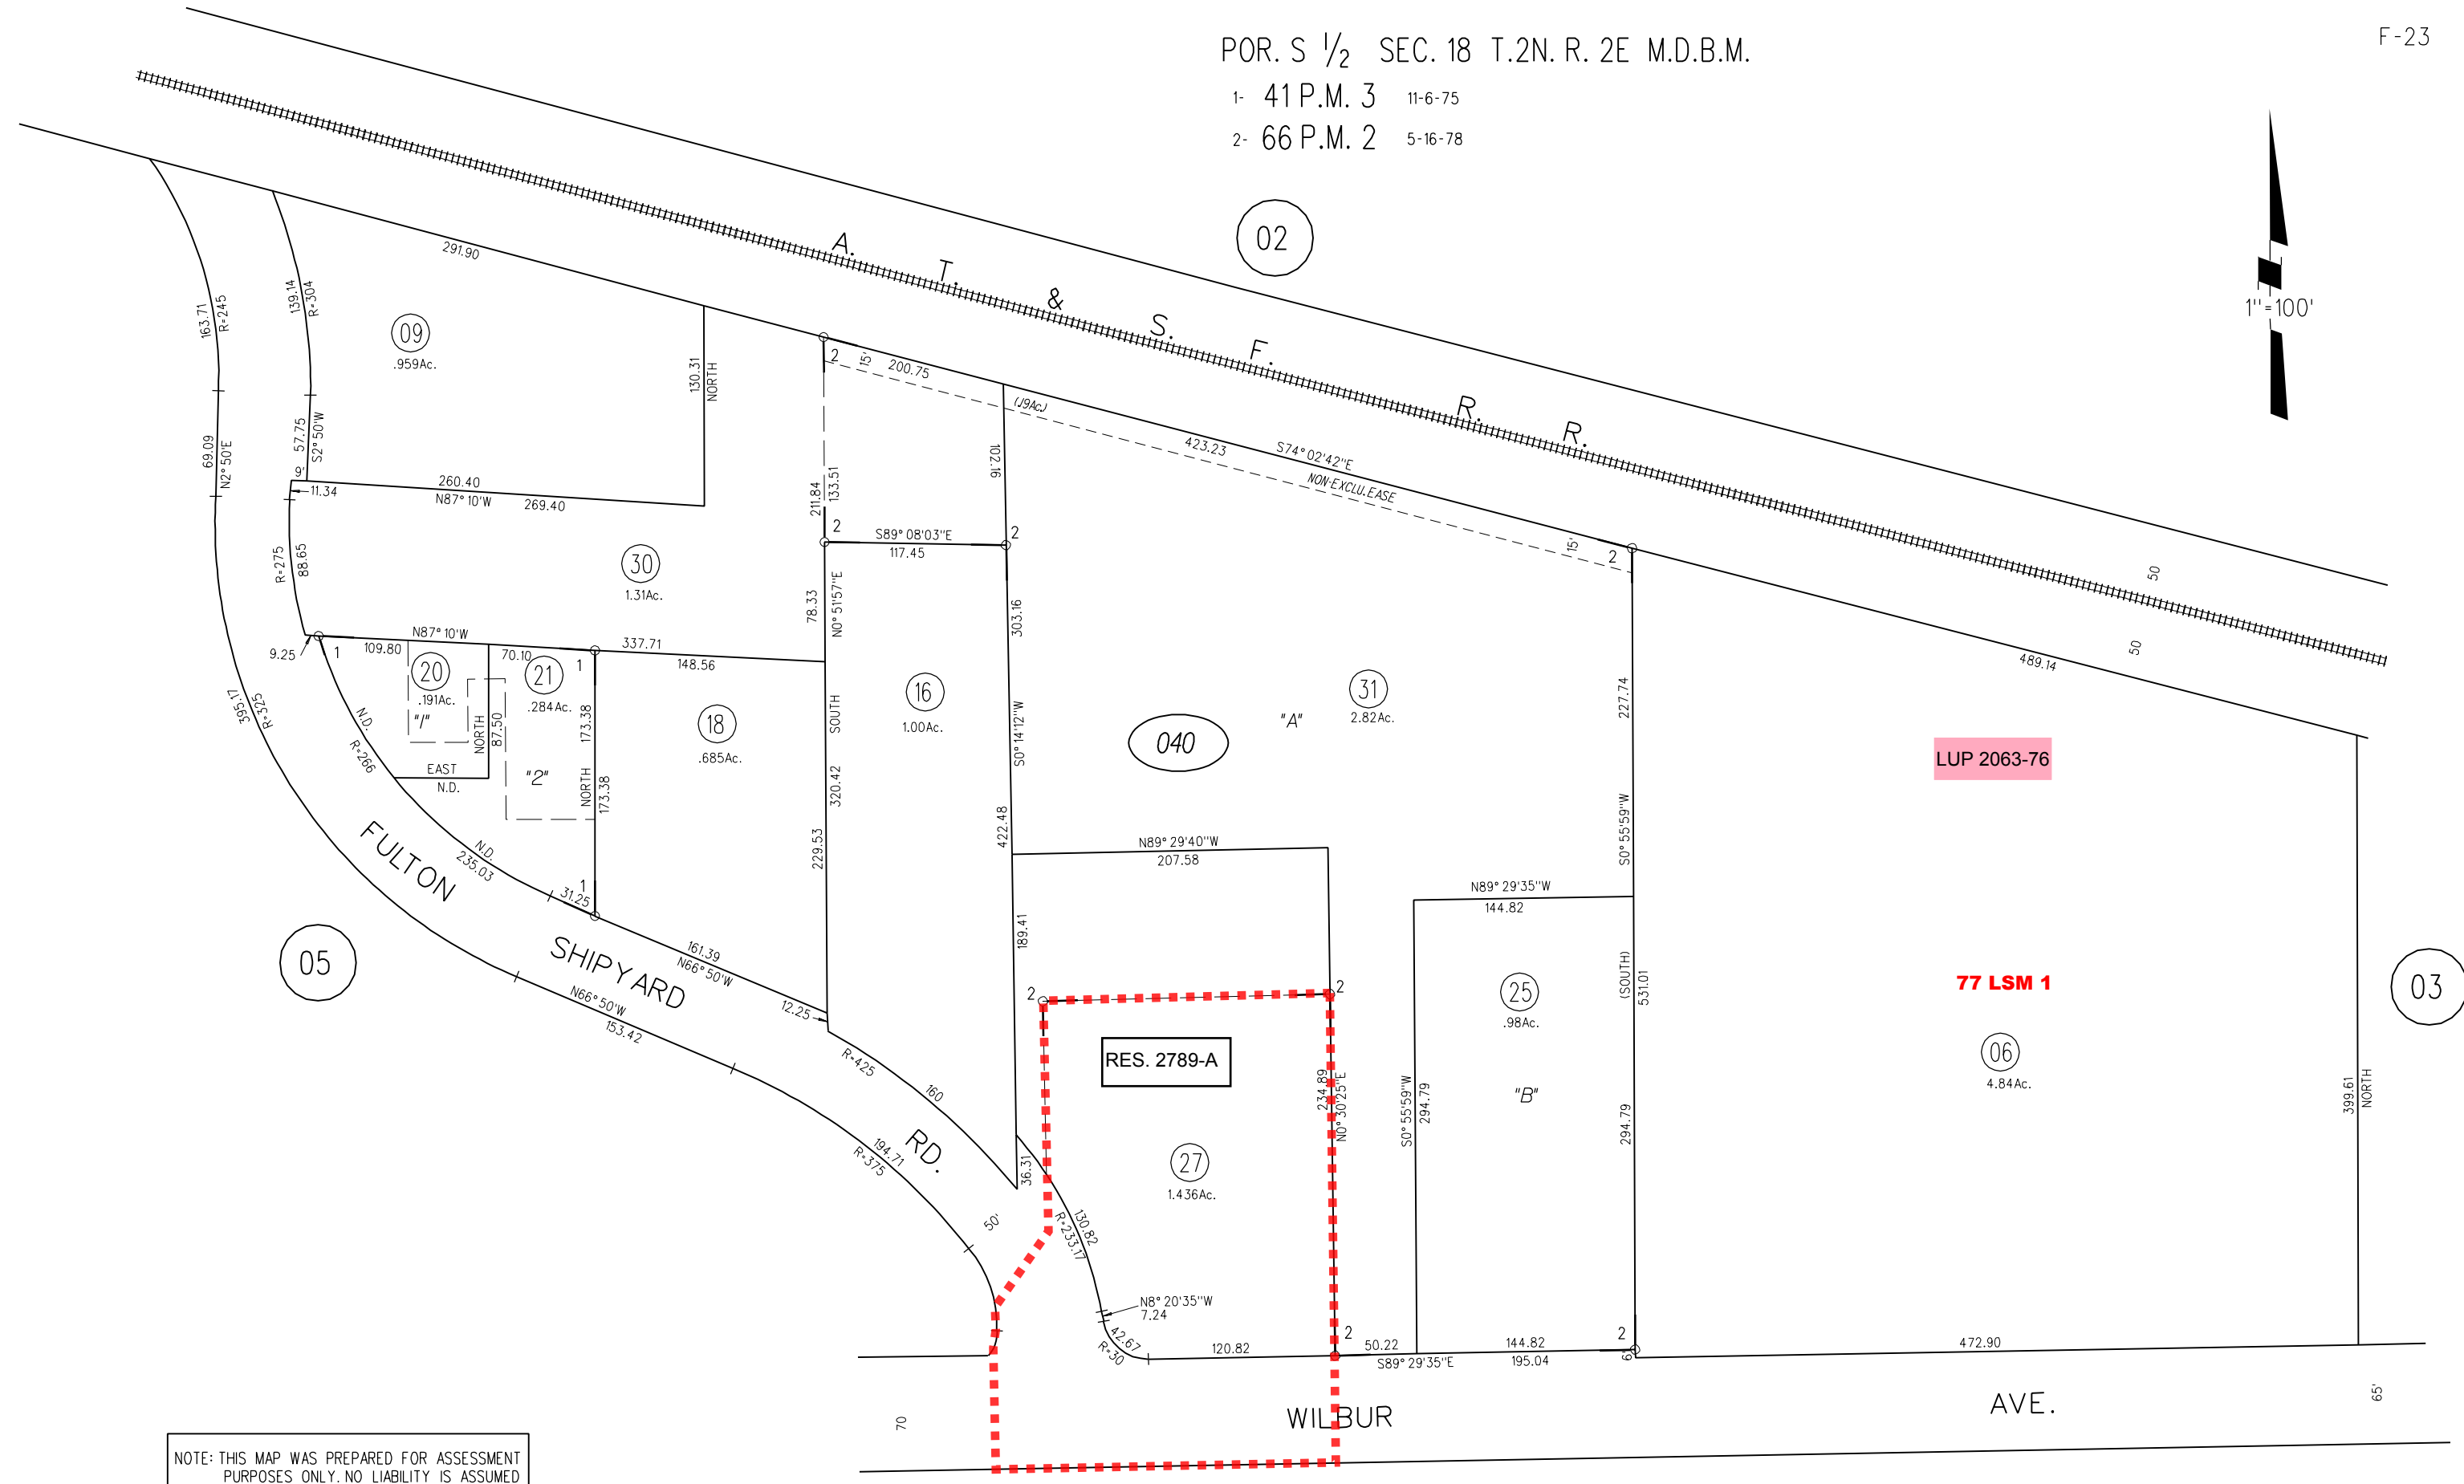 POR. S 1/2 SEC. 18 T.2N. R. 2E M.D.B.M.
F-23
1- 41 P.M. 3 11-6-75
2- 66 P.M. 2 5-16-78
02
1"=100'
A. T. & S. F. R. R.
291.90
163.71
R=245
139.14
R=304
09
.959Ac.
130.31
NORTH
2
15'
200.75
(.19Ac.)
423.23
S74° 02'42"E
NON-EXCLU.EASE
15'
2
50
50
489.14
69.09
N2° 50'E
57.75
S2° 50'W
9'
11.34
260.40
N87° 10'W
269.40
211.84
133.51
102.16
2
S89° 08'03"E
117.45
2
R=275
88.65
30
1.31Ac.
78.33
N0° 51'57"E
303.16
9.25
1
N87° 10'W
109.80
70.10
337.71
148.56
1
20
.191Ac.
"1"
21
.284Ac.
"2"
NORTH
87.50
EAST
N.D.
173.38
NORTH
173.38
18
.685Ac.
SOUTH
320.42
229.53
16
1.00Ac.
S0° 14'12"W
422.48
040
"A"
31
2.82Ac.
227.74
S0° 55'59"W
LUP 2063-76
395.17
R=325
N.D.
R=266
N.D.
235.03
1
31.25
FULTON
SHIPYARD
RD.
161.39
N66° 50'W
12.25
N66° 50'W
153.42
05
N89° 29'40"W
207.58
189.41
N89° 29'35"W
144.82
(SOUTH)
531.01
77 LSM 1
06
4.84Ac.
03
2
2
RES. 2789-A
234.89
N0° 30'25"E
25
.98Ac.
"B"
S0° 55'59"W
294.79
294.79
399.61
NORTH
R=425
160
194.71
R=375
36.31
50'
27
1.436Ac.
130.82
R=233.17
N8° 20'35"W
7.24
42.67
R=30
120.82
2
50.22
144.82
2
S89° 29'35"E
195.04
6'
472.90
70
WILBUR
AVE.
65'
NOTE: THIS MAP WAS PREPARED FOR ASSESSMENT
PURPOSES ONLY. NO LIABILITY IS ASSUMED